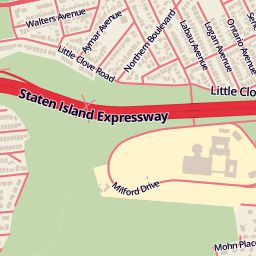 Walters Avenue
Aymar Avenue
Northern Boulevard
Labau Avenue
Logan Avenue
Ontario Avenue
Little Clove Road
Little Clo
Staten Island Expressway
Milford Drive
Mohn Place